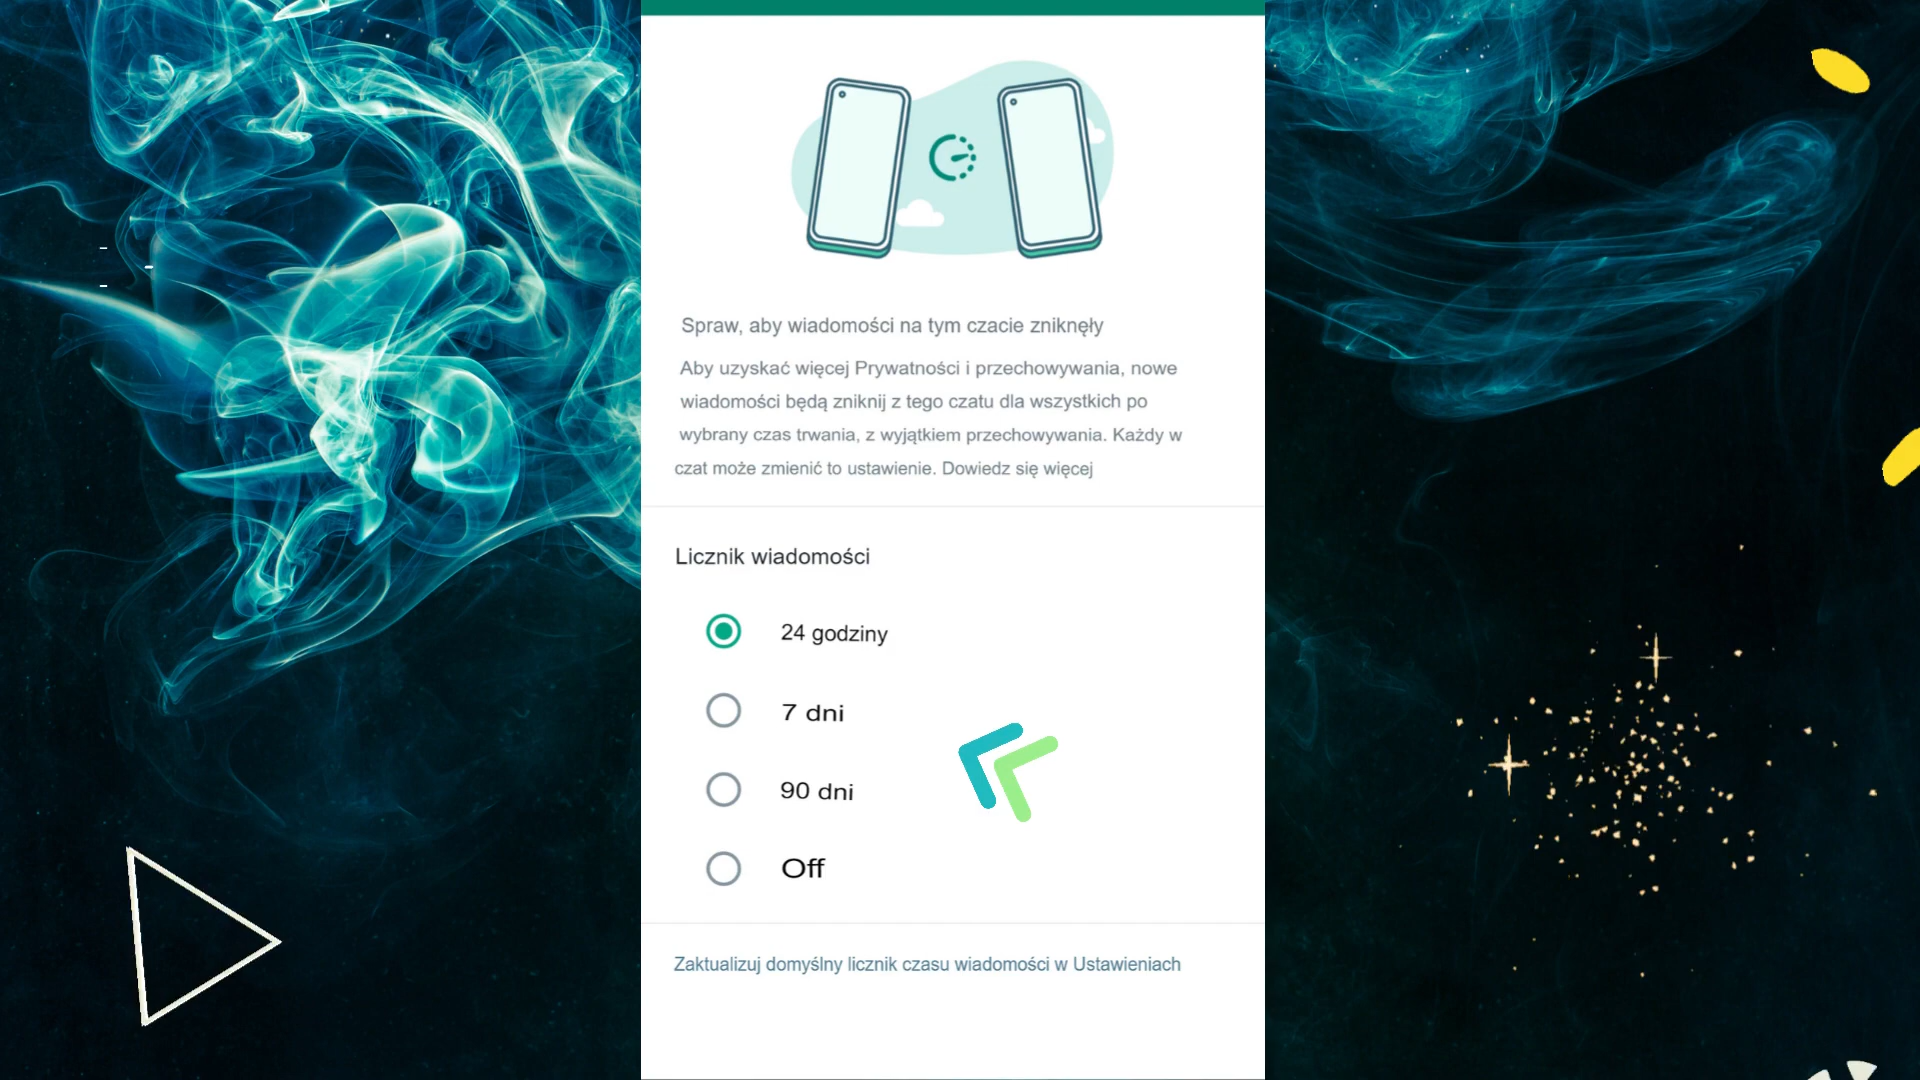 Spraw, aby wiadomości na tym czacie zniknęły
Aby uzyskać więcej Prywatności i przechowywania, nowe
wiadomości będą zniknij z tego czatu dla wszystkich po
wybrany czas trwania, z wyjątkiem przechowywania. Każdy w
czat może zmienić to ustawienie. Dowiedz się więcej
Licznik wiadomości
24 godziny
7 dni
90 dni
Off
Zaktualizuj domyślny licznik czasu wiadomości w Ustawieniach